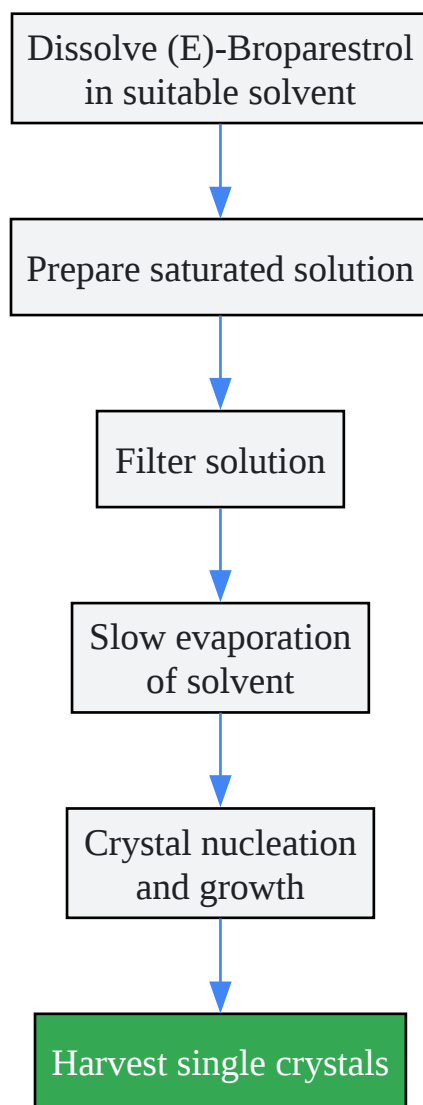 Dissolve (E)-Broparestrol
in suitable solvent
Prepare saturated solution
Filter solution
Slow evaporation
of solvent
Crystal nucleation
and growth
Harvest single crystals